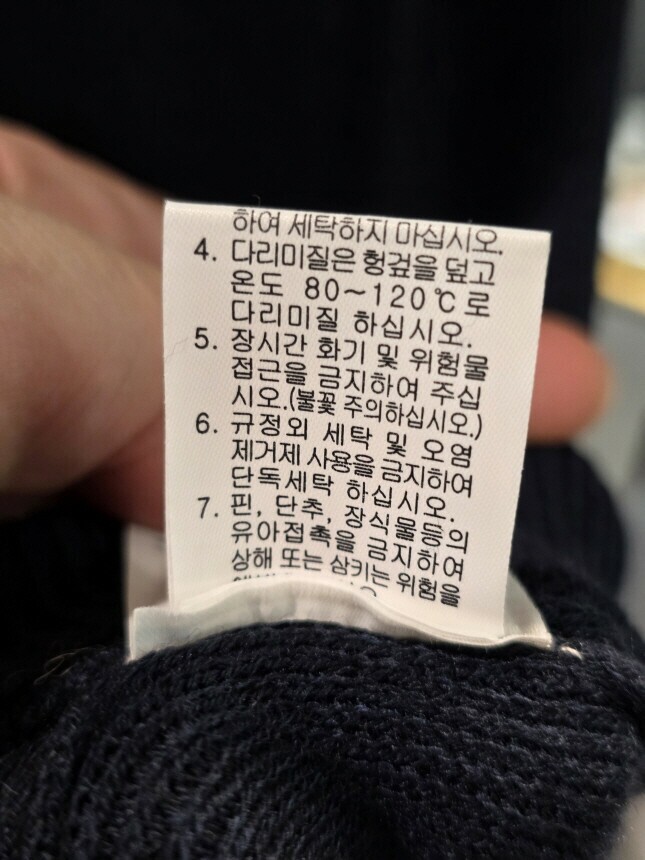 하여 세탁하지 마십시오.
4. 다리미질은 헝겊을 덮고
온도 80~120℃로
다리미질 하십시오.
5. 장시간 화기 및 위험물
접근을 금지하여 주십
시오.(불꽃 주의하십시오.)
6. 규정외 세탁 및 오염
제거제 사용을 금지하여
단독세탁 하십시오.
7. 핀, 단추, 장식물등의
유아접촉을 금지하여
상해 또는 삼키는 위험을